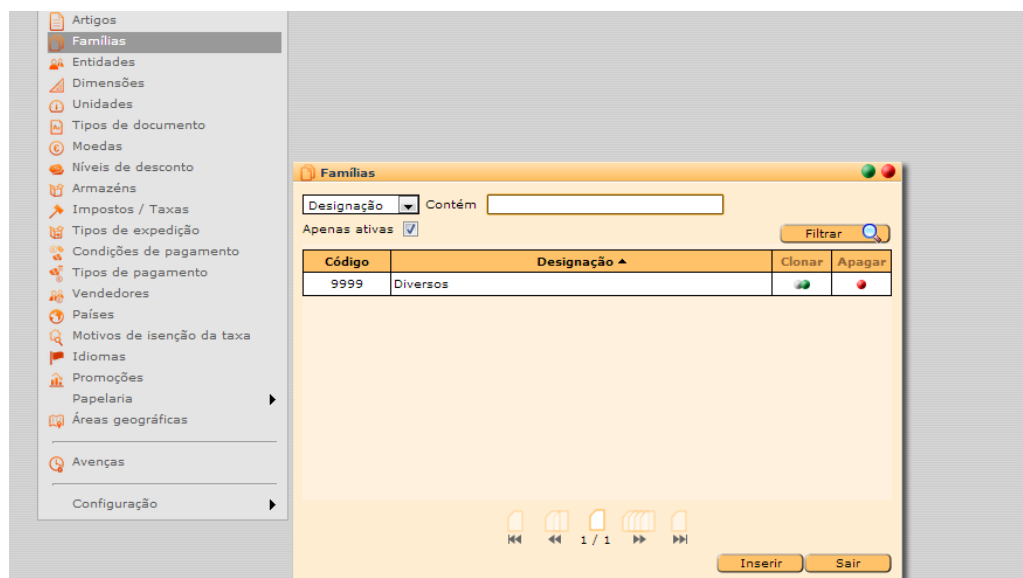 Artigos
Famílias
Entidades
Dimensões
Unidades
Tipos de documento
Moedas
Níveis de desconto
Armazéns
Impostos / Taxas
Tipos de expedição
Condições de pagamento
Tipos de pagamento
Vendedores
Países
Motivos de isenção da taxa
Idiomas
Promoções
Papelaria
Áreas geográficas
Avenças
Configuração
Famílias
Designação Contém
Apenas ativas
Filtrar
Código Designação Clonar Apagar
9999 Diversos
1 / 1
Inserir Sair